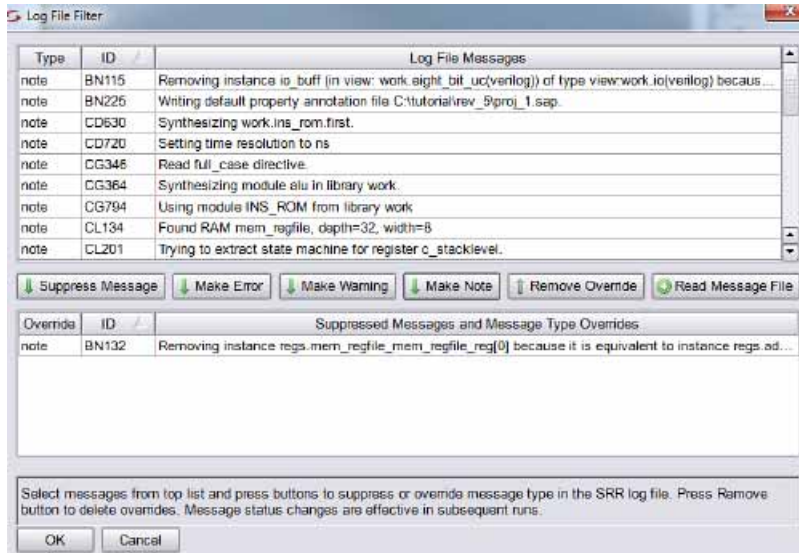 Log File Filter
Type ID Log File Messages
note BN115 Removing instance io_buff (in view: work.eight_bit_uc(verilog)) of type view:work.io(verilog) becaus...
note BN225 Writing default property annotation file C:\tutorial\rev_5\proj_1.sap.
note CD630 Synthesizing work.ins_rom.first.
note CD720 Setting time resolution to ns
note CG346 Read full_case directive.
note CG364 Synthesizing module alu in library work.
note CG794 Using module INS_ROM from library work
note CL134 Found RAM mem_regfile, depth=32, width=8
note CL201 Trying to extract state machine for register c_stacklevel.
Suppress Message Make Error Make Warning Make Note Remove Override Read Message File
Override ID Suppressed Messages and Message Type Overrides
note BN132 Removing instance regs.mem_regfile_mem_regfile_reg[0] because it is equivalent to instance regs.ad...
Select messages from top list and press buttons to suppress or override message type in the SRR log file. Press Remove
button to delete overrides. Message status changes are effective in subsequent runs.
OK Cancel